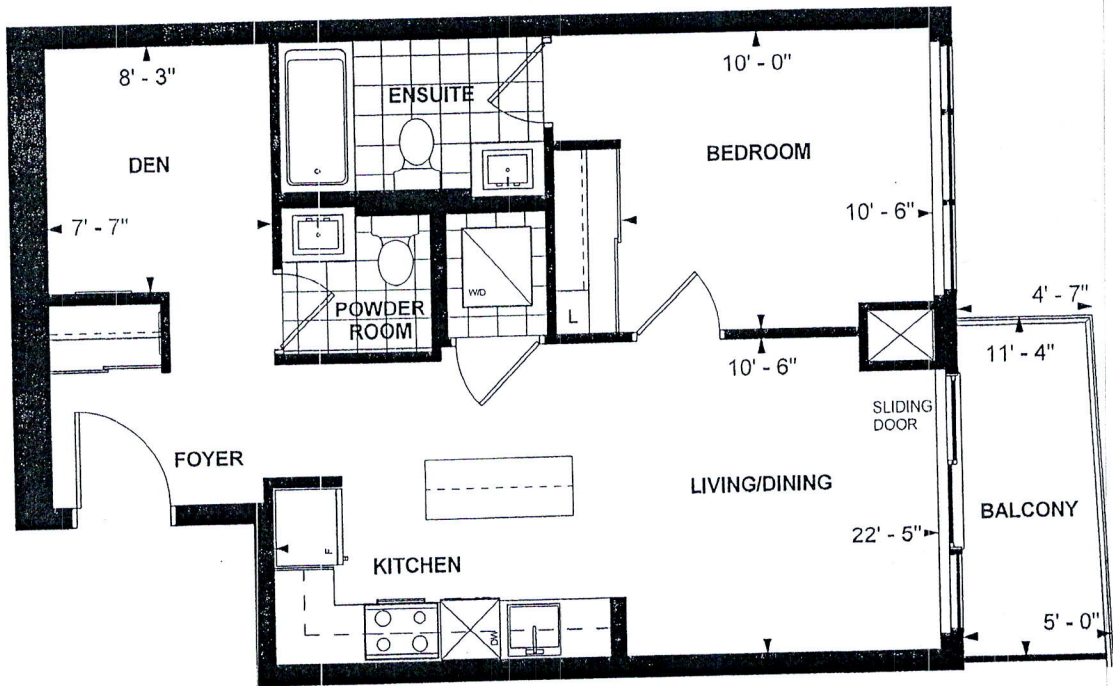 8' - 3"
10' - 0"
ENSUITE
DEN
BEDROOM
7' - 7"
10' - 6"
W/D
POWDER
ROOM
L
4' - 7"
11' - 4"
10' - 6"
SLIDING
DOOR
FOYER
LIVING/DINING
BALCONY
22' - 5"
F
KITCHEN
DW
5' - 0"